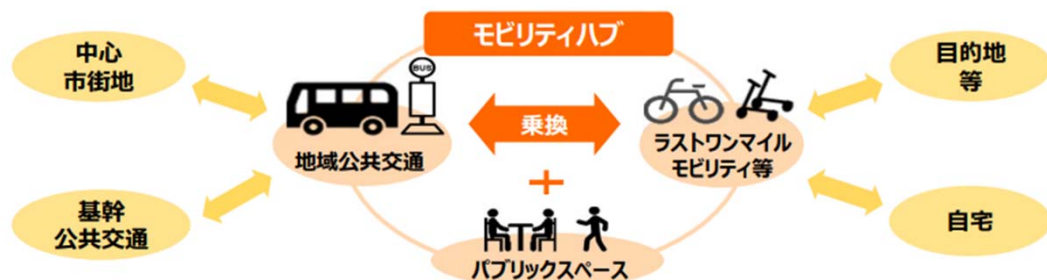 モビリティハブ
中心
市街地
BUS
地域公共交通
乗換
ラストワンマイル
モビリティ等
目的地
等
基幹
公共交通
+
パブリックスペース
自宅